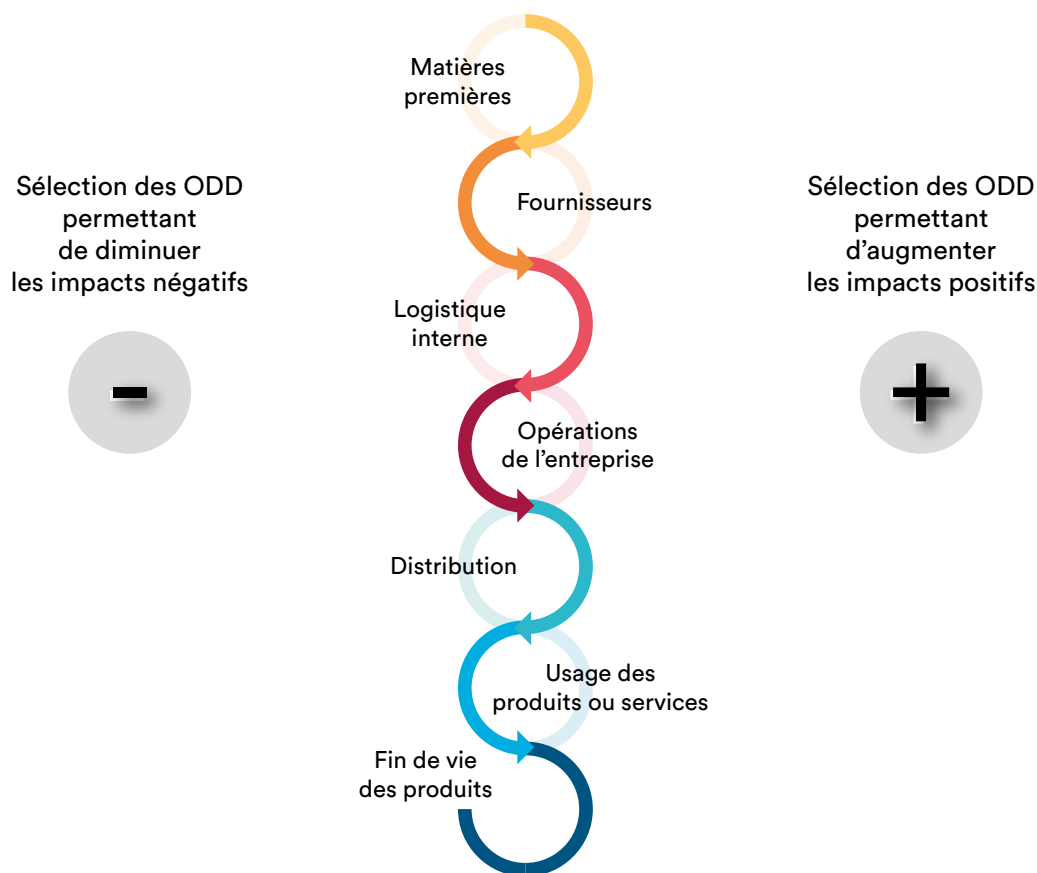 Matières
premières
Sélection des ODD
permettant
de diminuer
les impacts négatifs
-
Fournisseurs
Sélection des ODD
permettant
d’augmenter
les impacts positifs
+
Logistique
interne
Opérations
de l’entreprise
Distribution
Usage des
produits ou services
Fin de vie
des produits